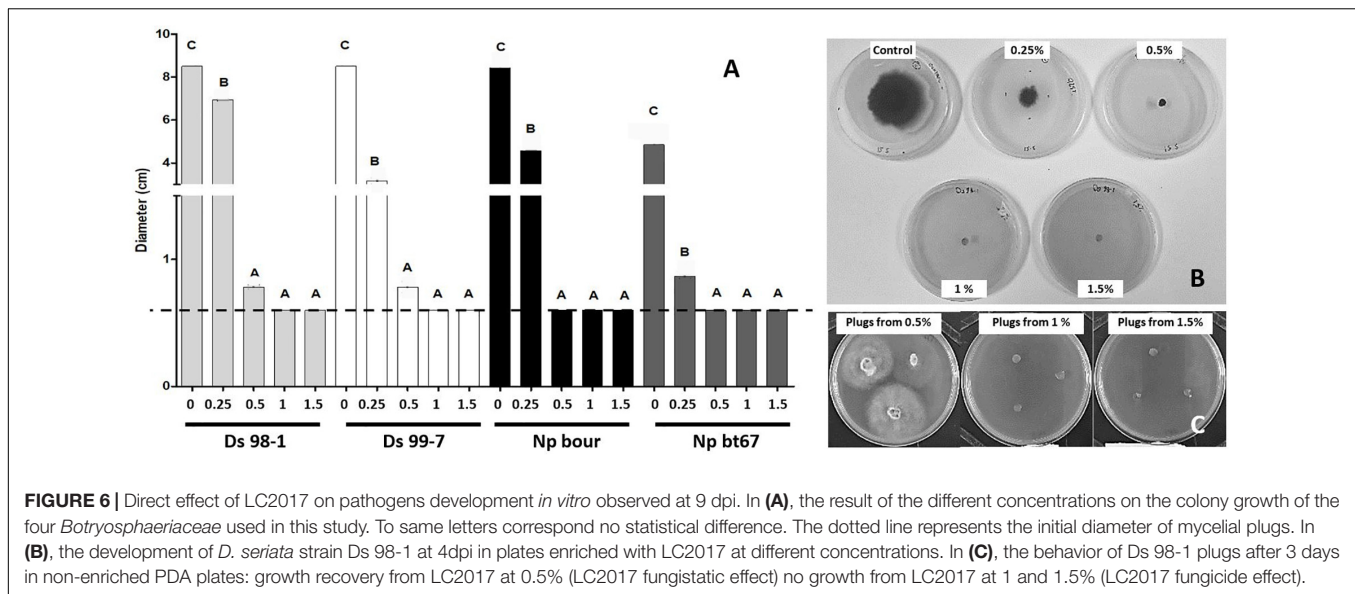 10
8
6
4
1
0
Diameter (cm)
C
B
A
A
A
C
B
A
A
A
C
B
A
A
A
C
B
A
A
A
A
0 0.25 0.5 1 1.5 0 0.25 0.5 1 1.5 0 0.25 0.5 1 1.5 0 0.25 0.5 1 1.5
Ds 98-1 Ds 99-7 Np bour Np bt67
Control 0.25% 0.5%
Ds 98-1
1 % 1.5%
B
Plugs from 0.5% Plugs from 1 % Plugs from 1.5%
C
FIGURE 6 | Direct effect of LC2017 on pathogens development in vitro observed at 9 dpi. In (A), the result of the different concentrations on the colony growth of the
four Botryosphaeriaceae used in this study. To same letters correspond no statistical difference. The dotted line represents the initial diameter of mycelial plugs. In
(B), the development of D. seriata strain Ds 98-1 at 4dpi in plates enriched with LC2017 at different concentrations. In (C), the behavior of Ds 98-1 plugs after 3 days
in non-enriched PDA plates: growth recovery from LC2017 at 0.5% (LC2017 fungistatic effect) no growth from LC2017 at 1 and 1.5% (LC2017 fungicide effect).